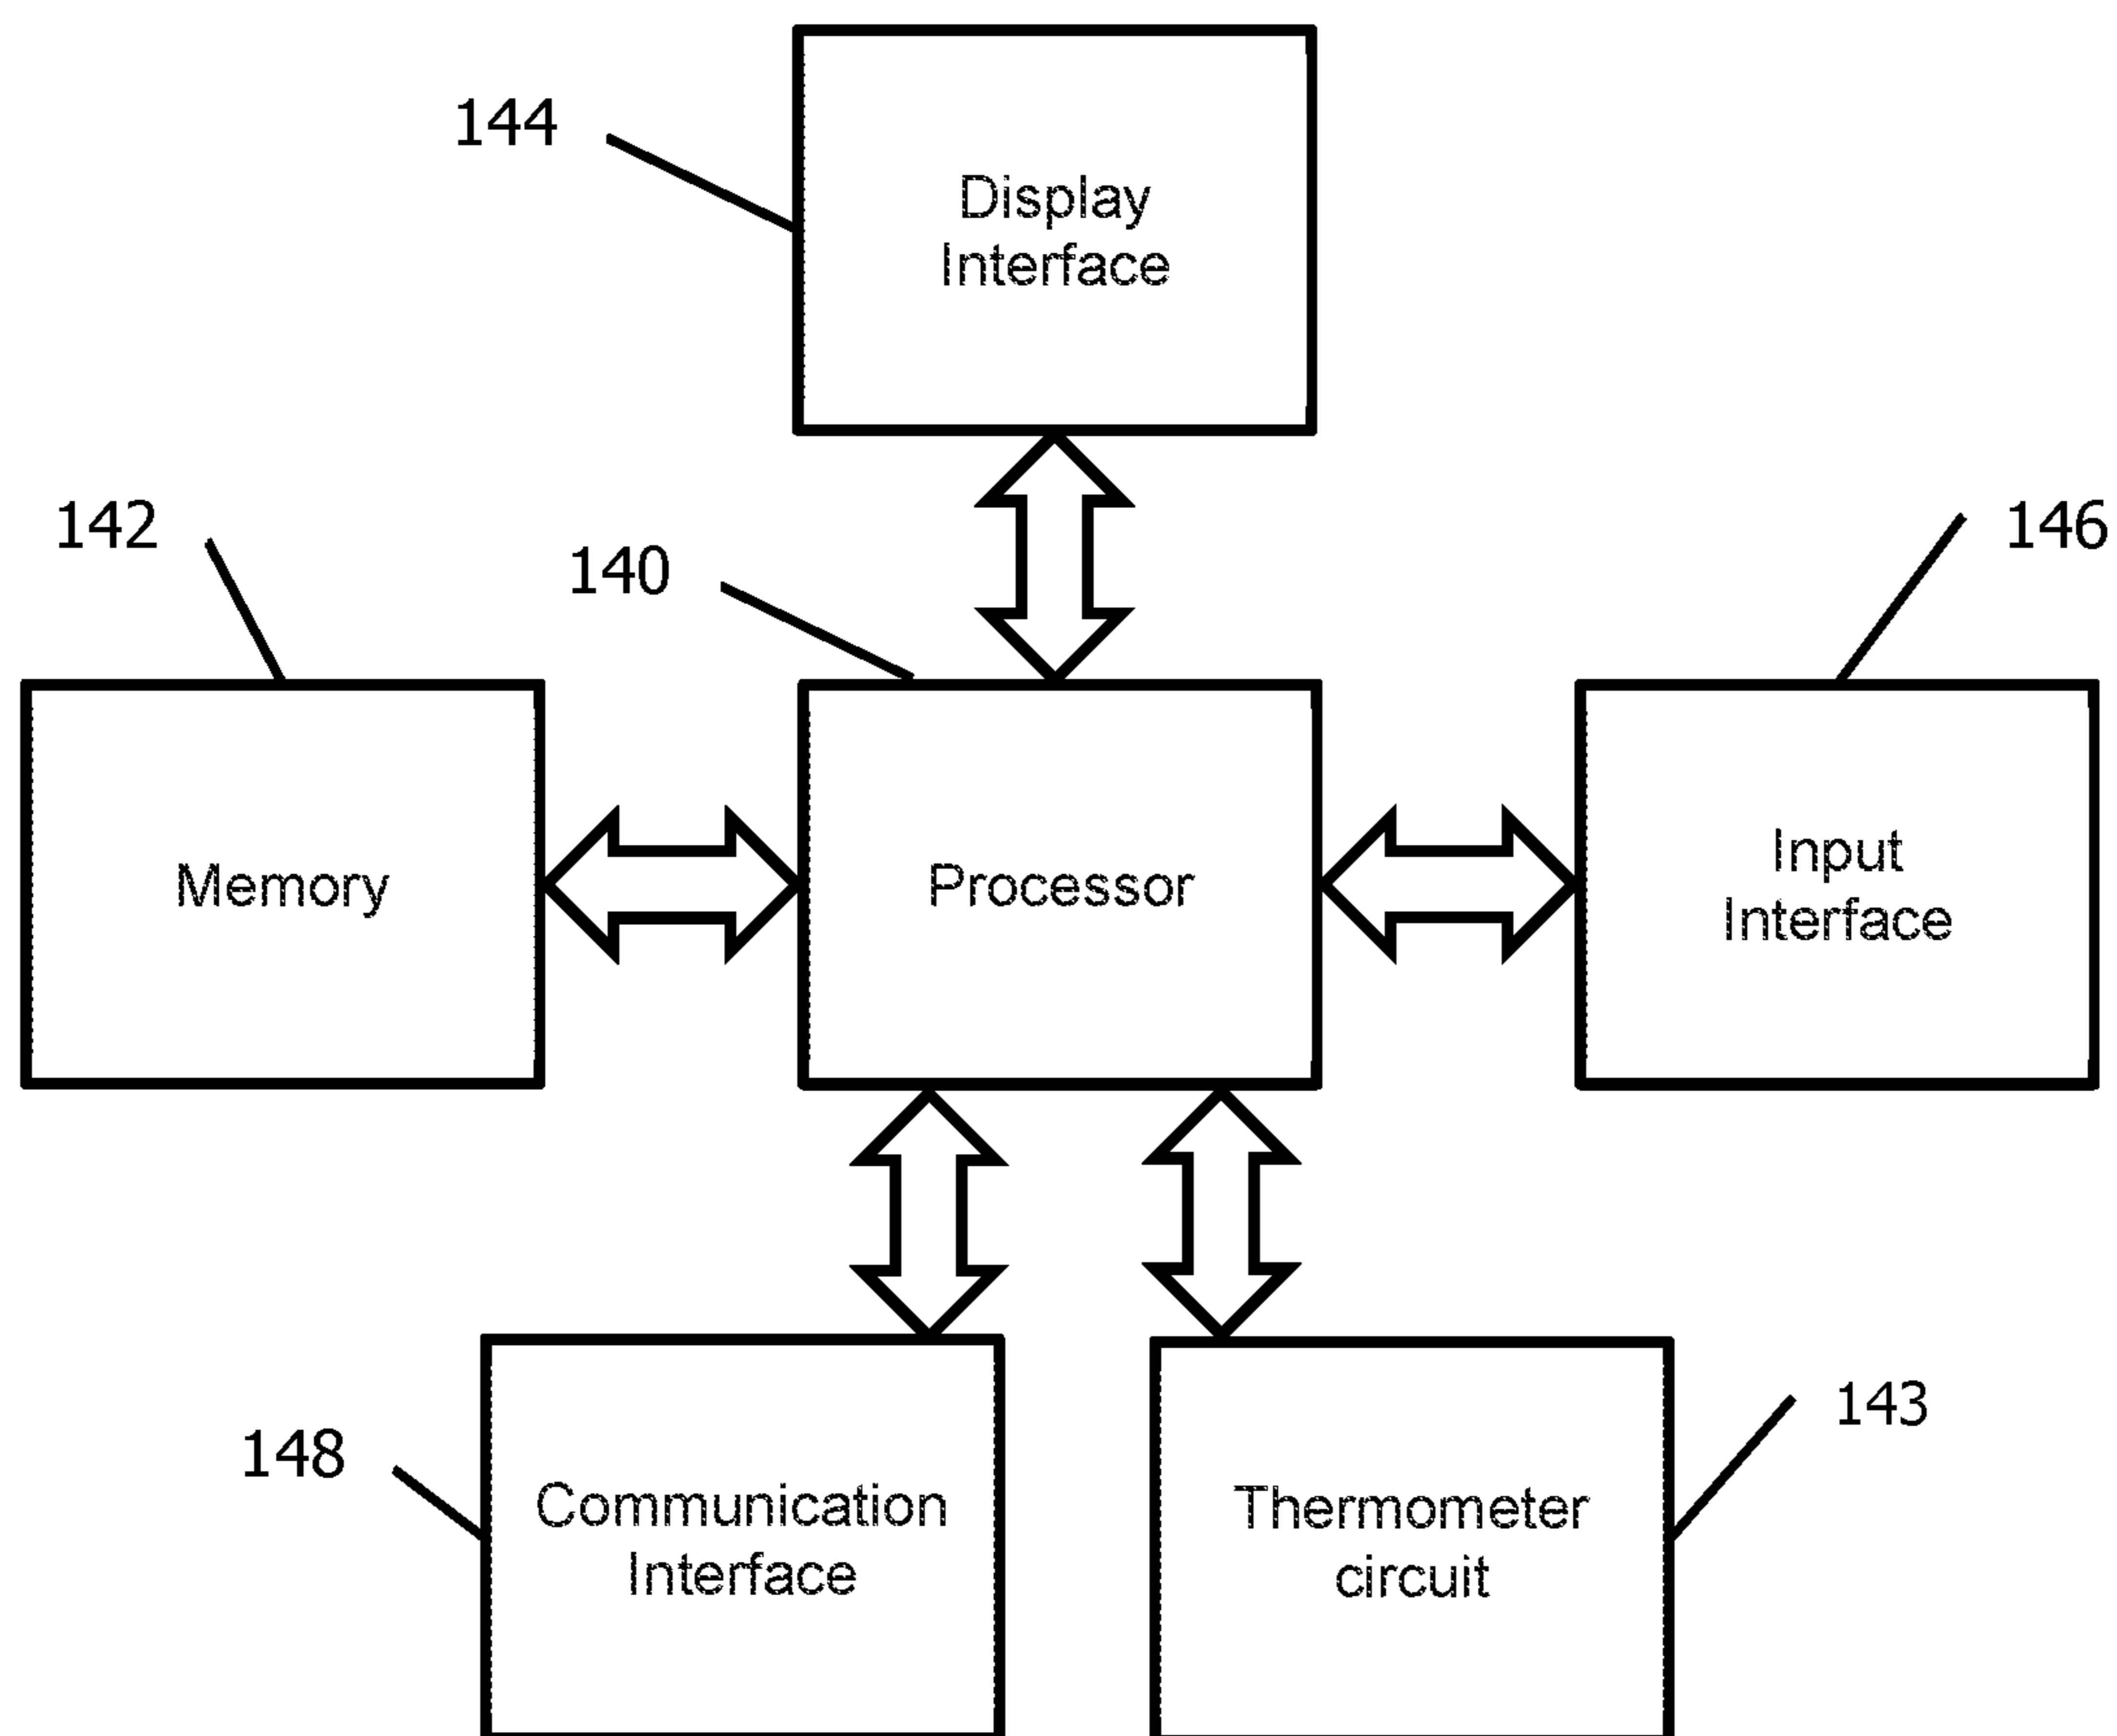 144
Display
Interface
142
140
146
Memory
Processor
Input
Interface
148
Communication
Interface
143
Thermometer
circuit